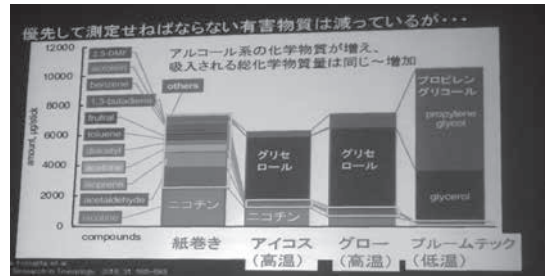 優先して測定せねばならない有害物質は減っているが・・・
アルコール系の化学物質が増え、
吸入される総化学物質量は同じ～増加
12000
10000
8000
6000
4000
2000
0
amount, μg/stick
2,5-DMF
benzene
others
1,3-butadiene
toluene
diacetyl
acetone
isoprene
acetaldehyde
nicotine
ニコチン
グリセ
ロール
ニコチン
グリセ
ロール
プロピレン
グリコール
propylene
glycol
glycerol
compounds
紙巻き
アイコス
(高温)
グロー
(高温)
プルームテック
(低温)